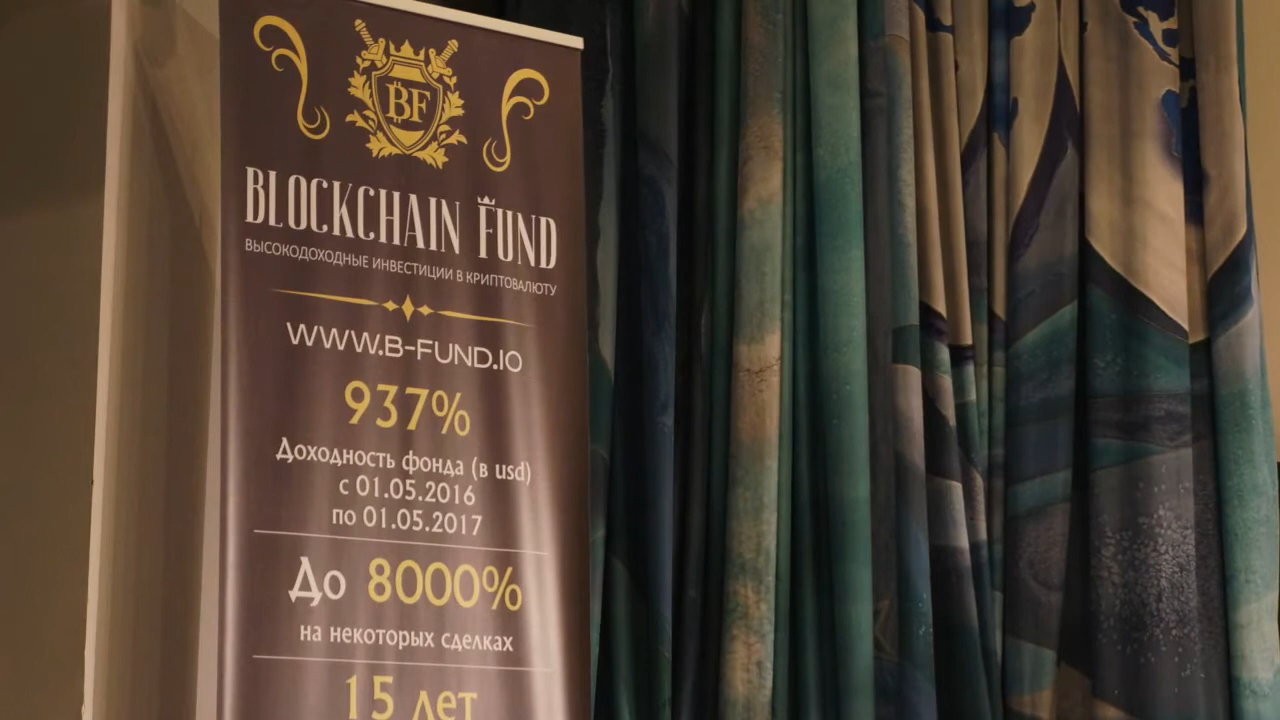 BF
BLOCKCHAIN FUND
ВЫСОКОДОХОДНЫЕ ИНВЕСТИЦИИ В КРИПТОВАЛЮТУ
WWW.B-FUND.IO
937%
Доходность фонда (в usd)
с 01.05.2016
по 01.05.2017
До 8000%
на некоторых сделках
15 лет